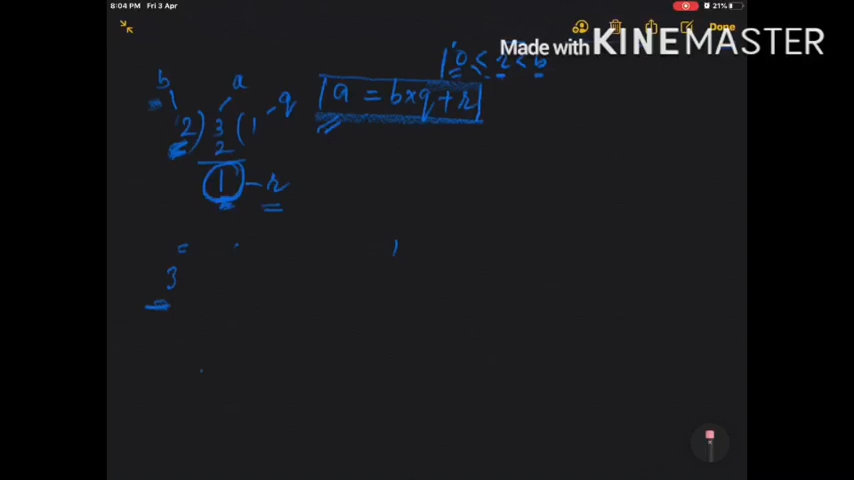 8:04 PM Fri 3 Apr
21%
Done
Made with KINEMASTER
0 ≤ r < b
b
a
a = b×q + r
q
2) 3 (1
2
1 - r
=
3